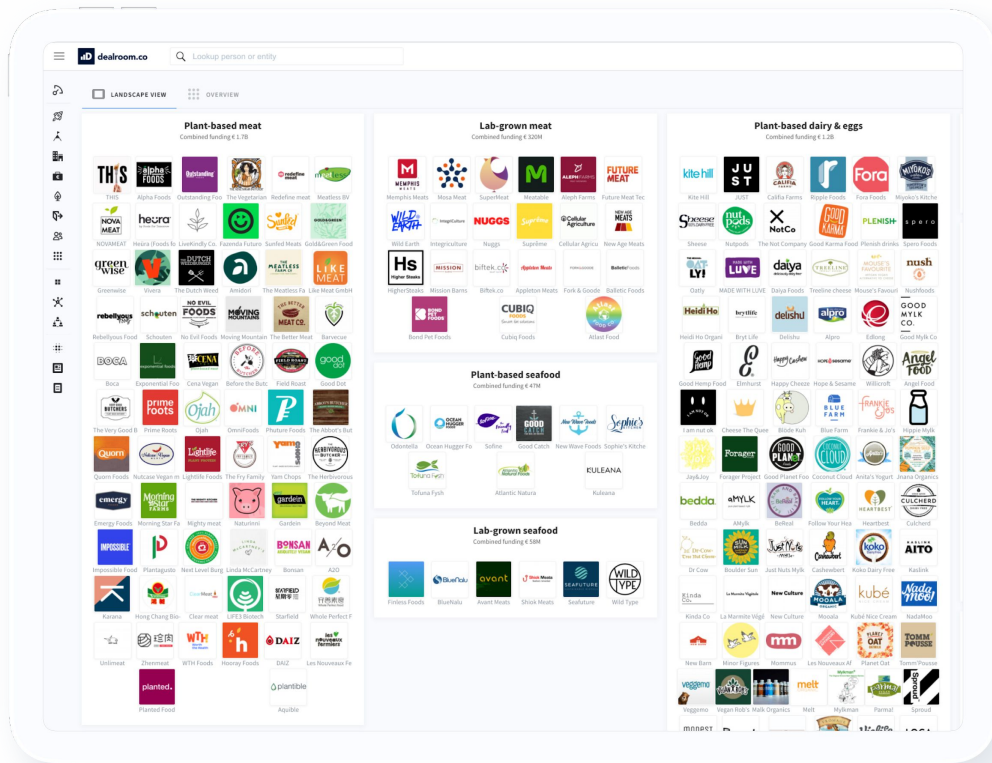 dealroom.co
Lookup person or entity
LANDSCAPE VIEW
OVERVIEW
Plant-based meat
Combined funding € 1.7B
THIS Alpha Foods Outstanding Foo The Vegetarian Redefine meat Meatless BV
NOVAMEAT Heura (Foods fo LiveKindly Co. Fazenda Future Sunfed Meats Gold&Green Food
Greenwise Vivera The Dutch Weed Amidori The Meatless Fa Like Meat GmbH
Rebellyous Food Schouten No Evil Foods Moving Mountain The Better Meat Barvecue
Boca Exponential Foo Cena Vegan Before the Butc Field Roast Good Dot
The Very Good B Prime Roots Ojah OmniFoods Phuture Foods The Abbot's But
Quorn Foods Nutcase Vegan m Lightlife Foods The Fry Family Yam Chops The Herbivorous
Emergy Foods Morning Star Fa Mighty meat Naturinni Gardein Beyond Meat
Impossible Food Plantagusto Next Level Burg Linda McCartney Bonsan A2O
Karana Hong Chang Bio Clear meat LIFE3 Biotech Starfield Whole Perfect F
Unlimeat Zhenmeat WTH Foods Hooray Foods DAIZ Les Nouveaux Fe
Planted Food Aquible
Lab-grown meat
Combined funding € 320M
Memphis Meats Mosa Meat SuperMeat Meatable Aleph Farms Future Meat Tec
Wild Earth Integriculture Nuggs Suprême Cellular Agricu New Age Meats
HigherSteaks Mission Barns Biftek.co Appleton Meats Fork & Goode Balletic Foods
Bond Pet Foods Cubiq Foods Atlast Food
Plant-based seafood
Combined funding € 47M
Odontella Ocean Hugger Fo Sofine Good Catch New Wave Foods Sophie's Kitche
Tofuna Fysh Atlantic Natura Kuleana
Lab-grown seafood
Combined funding € 58M
Finless Foods BlueNalu Avant Meats Shiok Meats Seafuture Wild Type
Plant-based dairy & eggs
Combined funding € 1.2B
Kite Hill JUST Califia Farms Ripple Foods Fora Foods Miyoko's Kitche
Sheese Nutpods The Not Company Good Karma Food Plenish drinks Spero Foods
Oatly MADE WITH LUVE Daiya Foods Treeline cheese Mouse's Favouri Nushfoods
Heidi Ho Organi Bryt Life Delishu Alpro Edlong Good Mylk Co
Good Hemp Food Elmhurst Happy Cheeze Hope & Sesame Willicroft Angel Food
I am nut ok Cheese The Quee Blöde Kuh Blue Farm Frankie & Jo's Hippie Mylk
Jay&Joy Forager Project Good Planet Foo Coconut Cloud Anita's Yogurt Jnana Organics
Bedda AMylk BeReal Follow Your Hea Heartbest Culcherd
Dr Cow Boulder Sun Just Nuts Mylk Cashewbert Koko Dairy Free Kaslink
Kinda Co La Marmite Végé New Culture Mooala Kubé Nice Cream NadaMoo
New Barn Minor Figures Mommus Les Nouveaux Af Planet Oat Tomm'Pousse
Veggemo Vegan Reb's Malk Organics Melt Mylkman Parma! Sproud